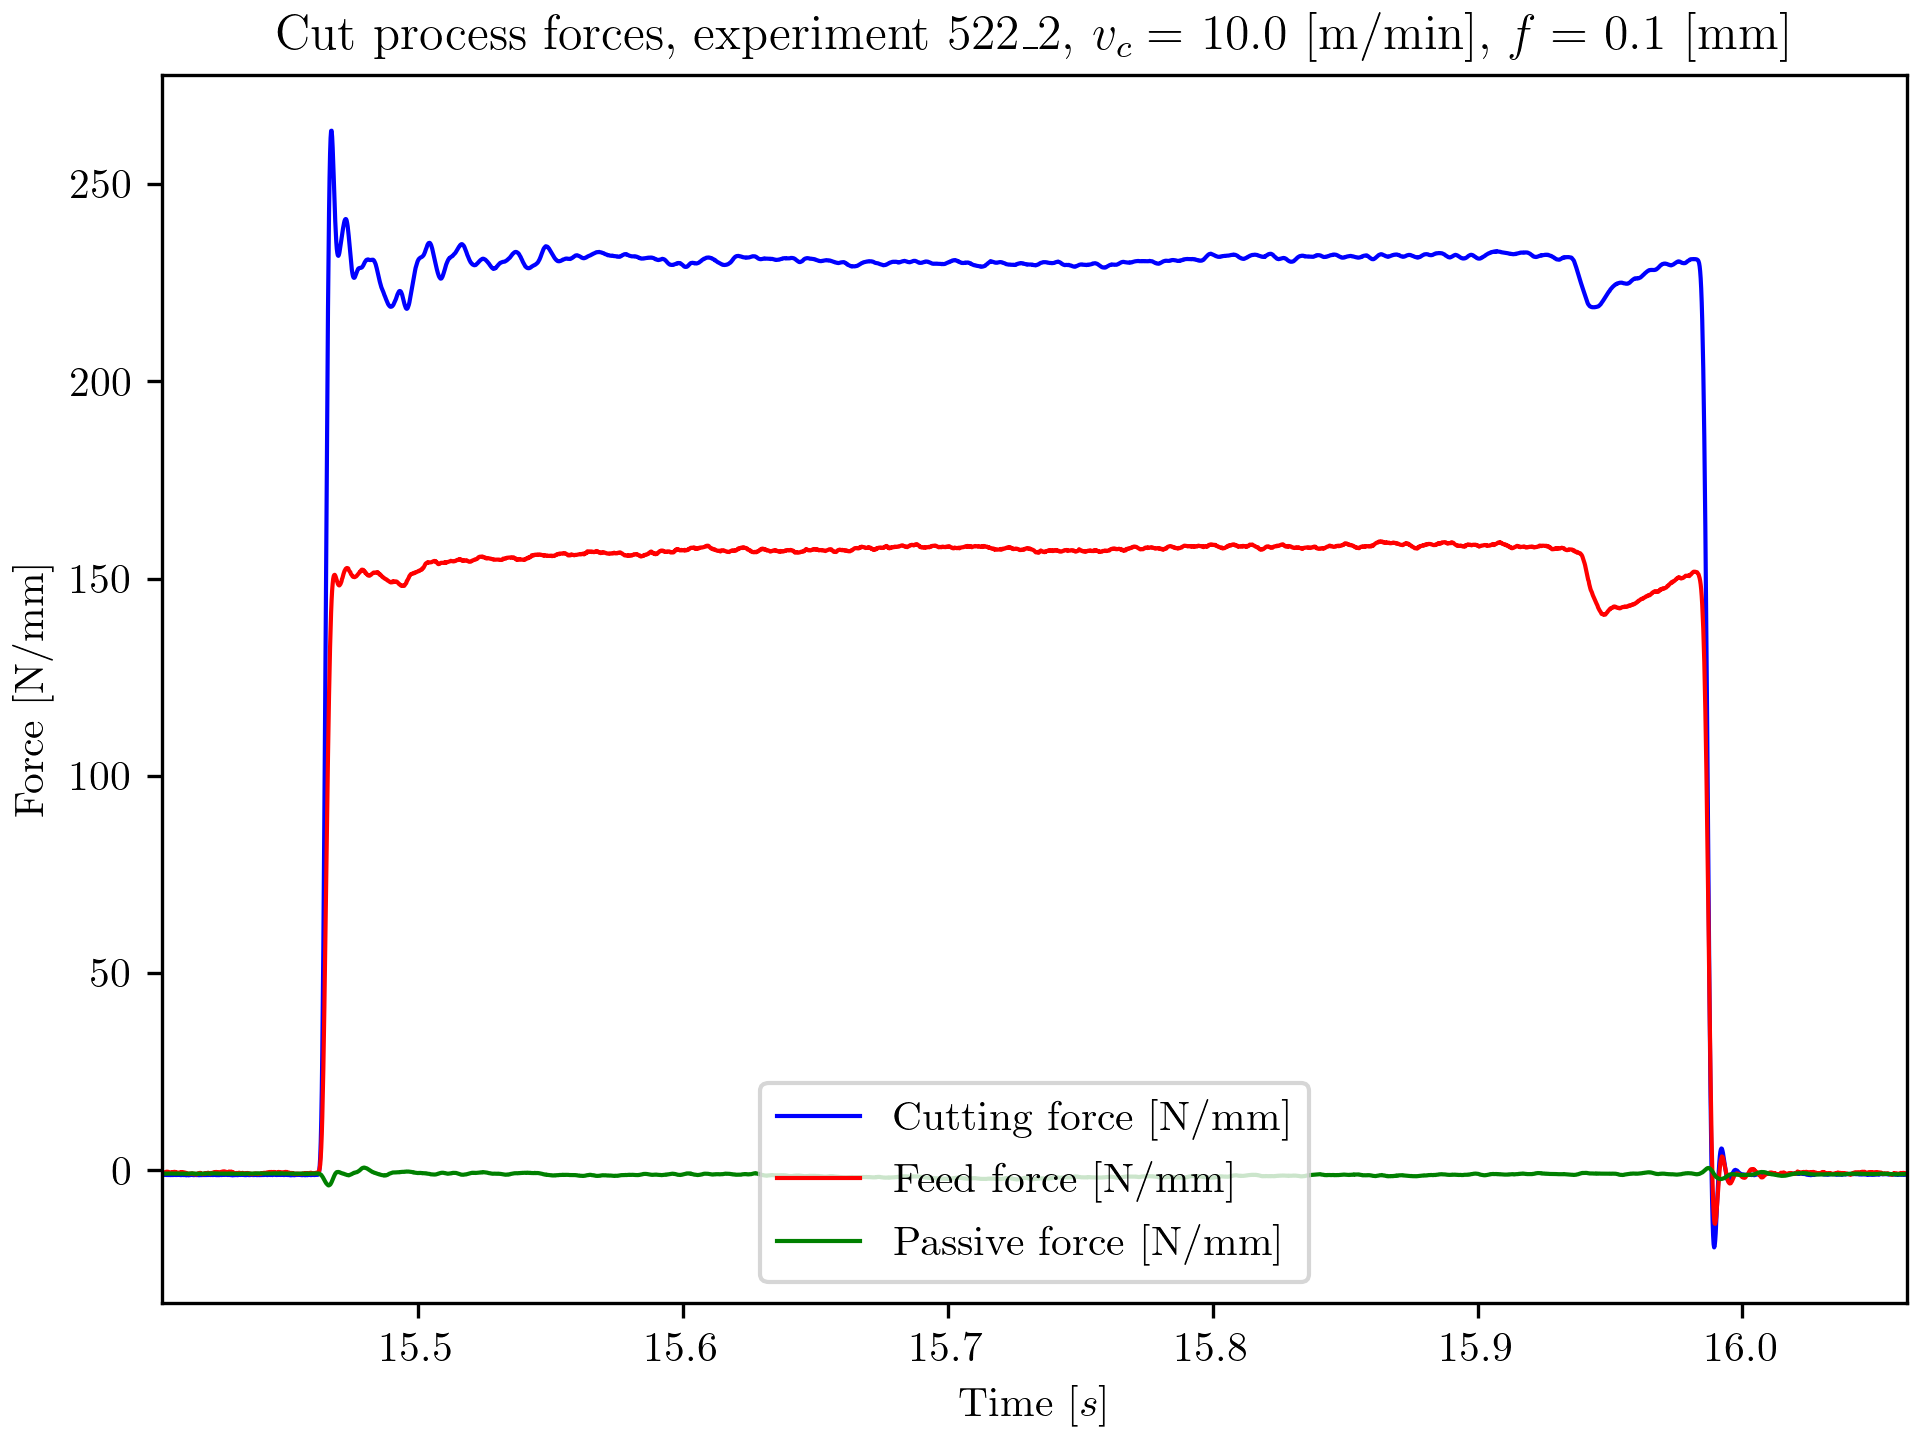 Cut process forces, experiment 522_2, v_c = 10.0 [m/min], f = 0.1 [mm]
250
200
150
100
50
0
Force [N/mm]
Cutting force [N/mm]
Feed force [N/mm]
Passive force [N/mm]
15.5 15.6 15.7 15.8 15.9 16.0
Time [s]